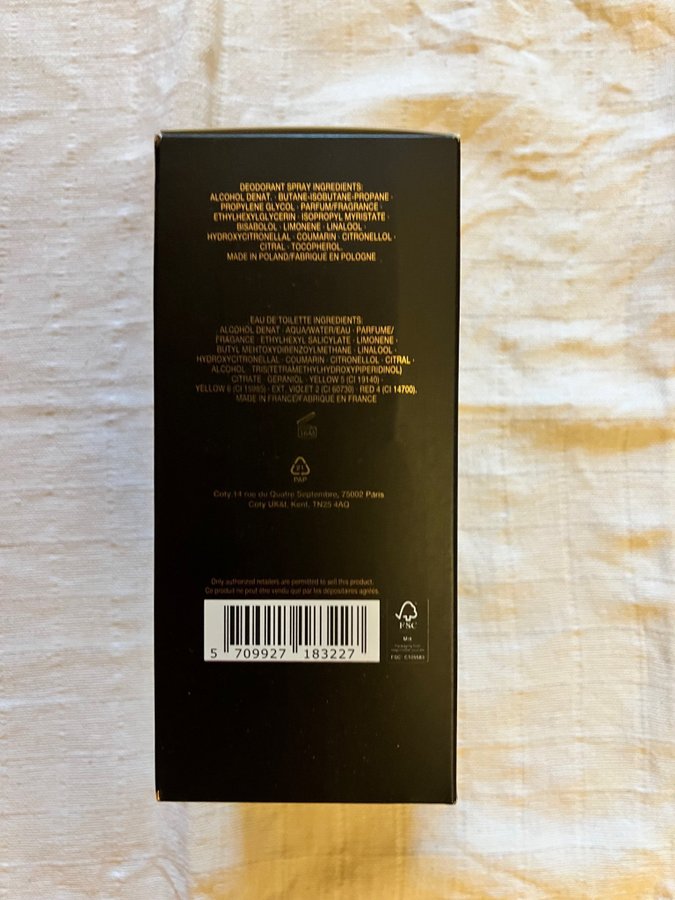 DEODORANT SPRAY INGREDIENTS:
ALCOHOL DENAT. · BUTANE·ISOBUTANE·PROPANE ·
PROPYLENE GLYCOL · PARFUM/FRAGRANCE ·
ETHYLHEXYLGLYCERIN · ISOPROPYL MYRISTATE ·
BISABOLOL · LIMONENE · LINALOOL ·
HYDROXYCITRONELLAL · COUMARIN · CITRONELLOL ·
CITRAL · TOCOPHEROL.
MADE IN POLAND/FABRIQUÉ EN POLOGNE
EAU DE TOILETTE INGREDIENTS:
ALCOHOL DENAT · AQUA/WATER/EAU · PARFUME/
FRAGANCE · ETHYLHEXYL SALICYLATE · LIMONENE ·
BUTYL MEHTOXYDIBENZOYLMETHANE · LINALOOL ·
HYDROXYCITRONELLAL · COUMARIN · CITRONELLOL · CITRAL ·
ALCOHOL · TRIS(TETRAMETHYLHYDROXYPIPERIDINOL)
CITRATE · GERANIOL · YELLOW 5 (CI 19140) ·
YELLOW 6 (CI 15985) · EXT. VIOLET 2 (CI 60730) · RED 4 (CI 14700).
MADE IN FRANCE/FABRIQUÉ EN FRANCE
21
PAP
Coty,14 rue du Quatre Septembre, 75002 Paris
Coty UK&I, Kent, TN25 4AQ
Only authorized retailers are permitted to sell this product.
Ce produit ne peut être vendu que par les dépositaires agréés.
5 709927 183227
FSC
MIX